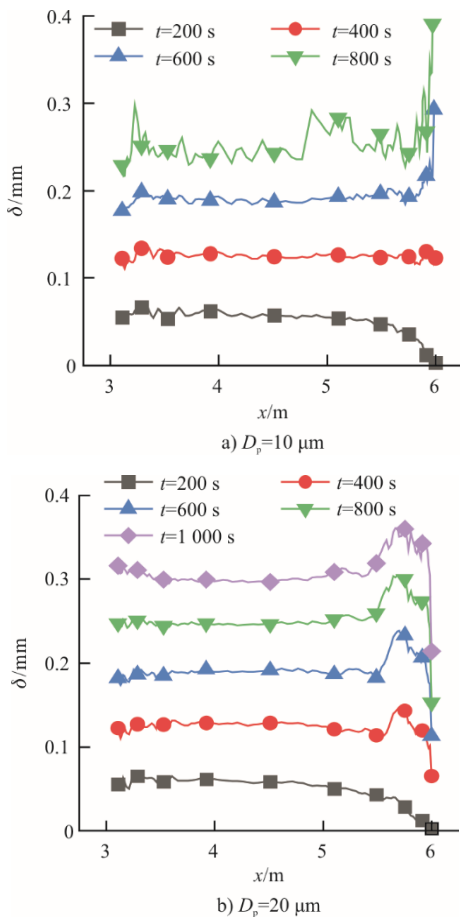 0.4
t=200 s
t=400 s
t=600 s
t=800 s
0.3
δ/mm
0.2
0.1
0
3 4 5 6
x/m
a) Dp=10 μm
0.4
t=200 s
t=400 s
t=600 s
t=800 s
t=1 000 s
0.3
δ/mm
0.2
0.1
0
3 4 5 6
x/m
b) Dp=20 μm